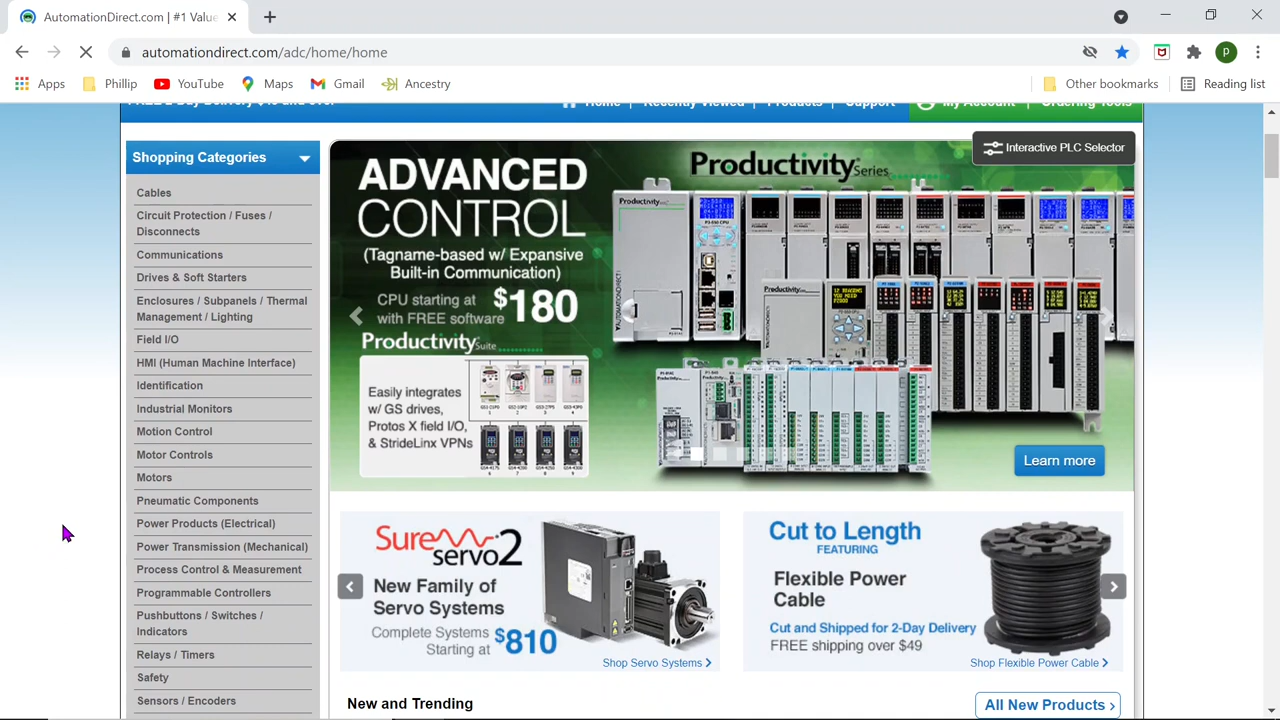 AutomationDirect.com | #1 Value
automationdirect.com/adc/home/home
p
Apps
Phillip
YouTube
Maps
Gmail
Ancestry
Other bookmarks
Reading list
Home
Recently Viewed
Products
Support
My Account
Ordering Tools
Shopping Categories
Cables
Circuit Protection / Fuses /
Disconnects
Communications
Drives & Soft Starters
Enclosures / Subpanels / Thermal
Management / Lighting
Field I/O
HMI (Human Machine Interface)
Identification
Industrial Monitors
Motion Control
Motor Controls
Motors
Pneumatic Components
Power Products (Electrical)
Power Transmission (Mechanical)
Process Control & Measurement
Programmable Controllers
Pushbuttons / Switches /
Indicators
Relays / Timers
Safety
Sensors / Encoders
Interactive PLC Selector
Productivity Series
ADVANCED
CONTROL
(Tagname-based w/ Expansive
Built-in Communication)
CPU starting at
with FREE software
$180
Productivity Suite
Easily integrates
w/ GS drives,
Protos X field I/O,
& StrideLinx VPNs
Learn more
Sure servo2
New Family of
Servo Systems
Complete Systems
Starting at $810
Shop Servo Systems
Cut to Length
FEATURING
Flexible Power
Cable
Cut and Shipped for 2-Day Delivery
FREE shipping over $49
Shop Flexible Power Cable
New and Trending
All New Products